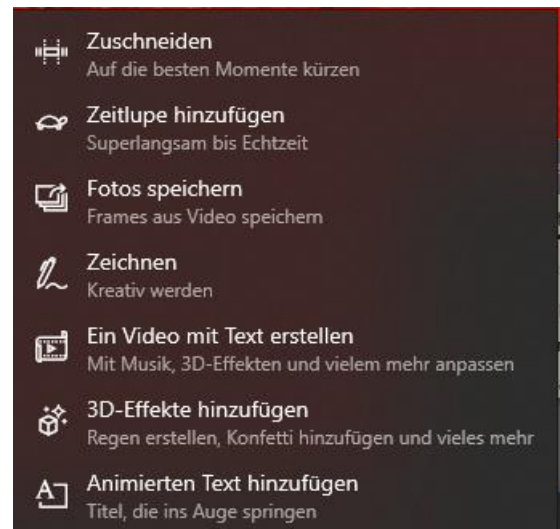 Zuschneiden
Auf die besten Momente kürzen
Zeitlupe hinzufügen
Superlangsam bis Echtzeit
Fotos speichern
Frames aus Video speichern
Zeichnen
Kreativ werden
Ein Video mit Text erstellen
Mit Musik, 3D-Effekten und vielem mehr anpassen
3D-Effekte hinzufügen
Regen erstellen, Konfetti hinzufügen und vieles mehr
Animierten Text hinzufügen
Titel, die ins Auge springen